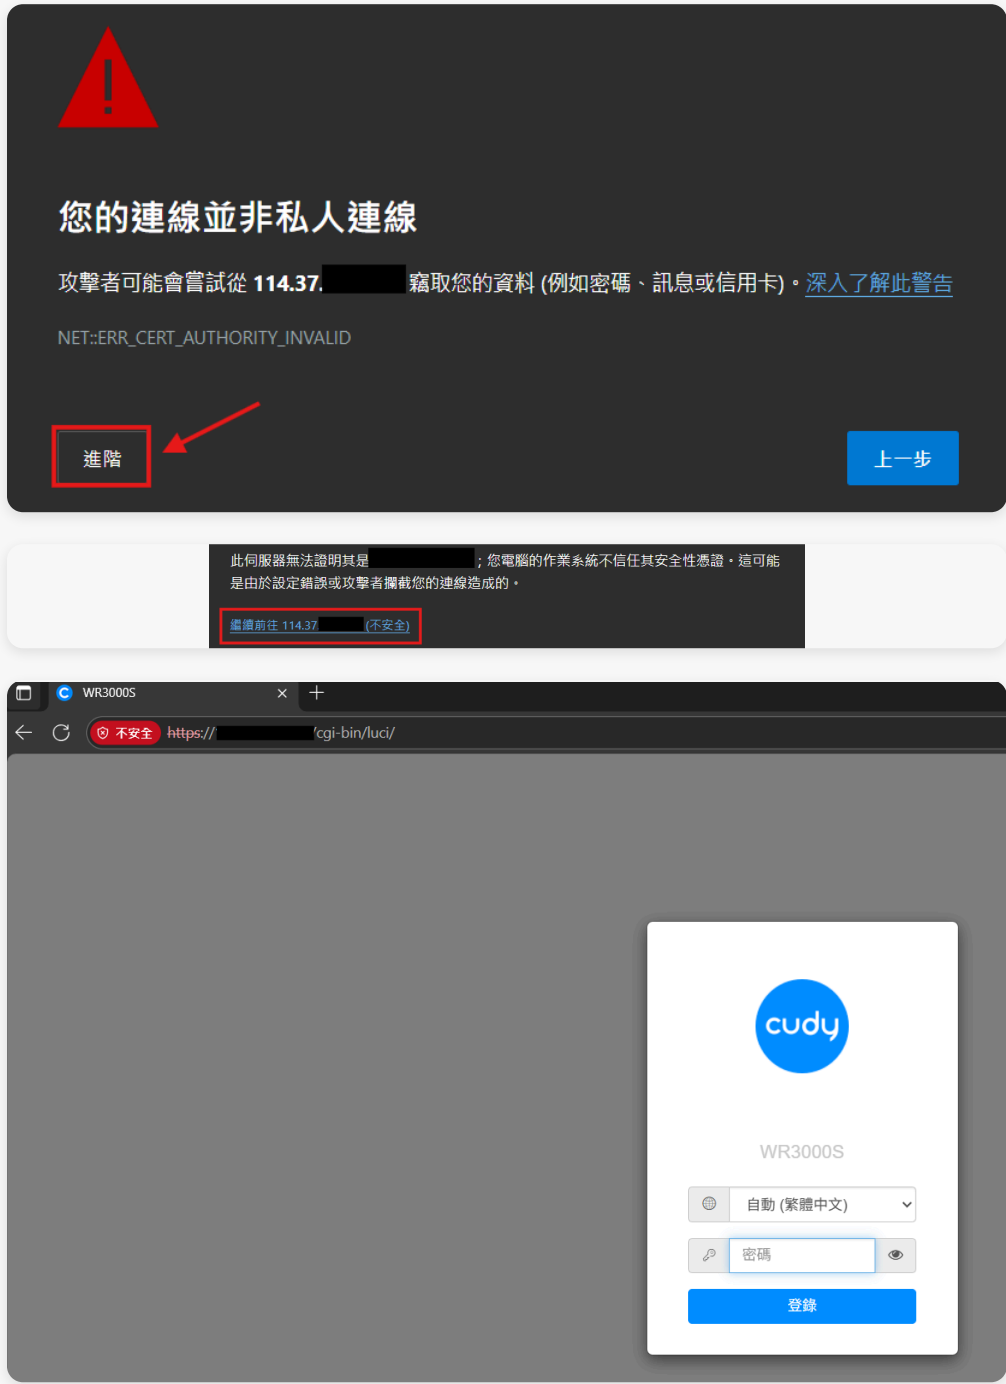 您的連線並非私人連線
攻擊者可能會嘗試從 114.37. 竊取您的資料 (例如密碼、訊息或信用卡)。深入了解此警告
NET::ERR_CERT_AUTHORITY_INVALID
進階
上一步
此伺服器無法證明其是 ；您電腦的作業系統不信任其安全性憑證。這可能
是由於設定錯誤或攻擊者攔截您的連線造成的。
繼續前往 114.37 (不安全)
WR3000S
不安全 https:// /cgi-bin/luci/
cudy
WR3000S
自動 (繁體中文)
密碼
登錄